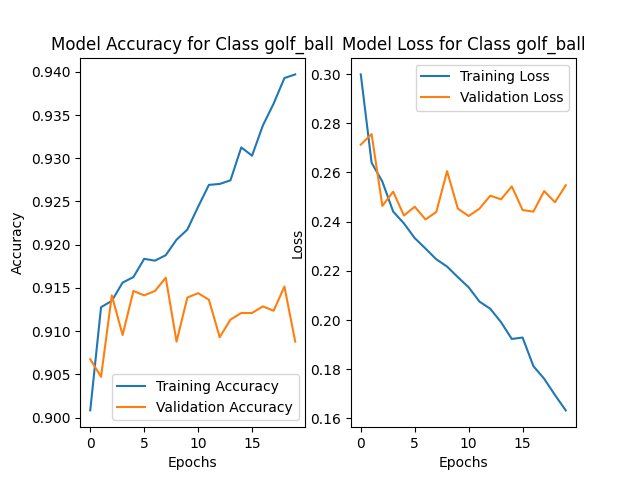 Model Accuracy for Class golf_ball
0.940
0.935
0.930
0.925
0.920
0.915
0.910
0.905
0.900
Accuracy
Training Accuracy
Validation Accuracy
0 5 10 15
Epochs
Model Loss for Class golf_ball
0.30
0.28
0.26
0.24
0.22
0.20
0.18
0.16
Loss
Training Loss
Validation Loss
0 5 10 15
Epochs